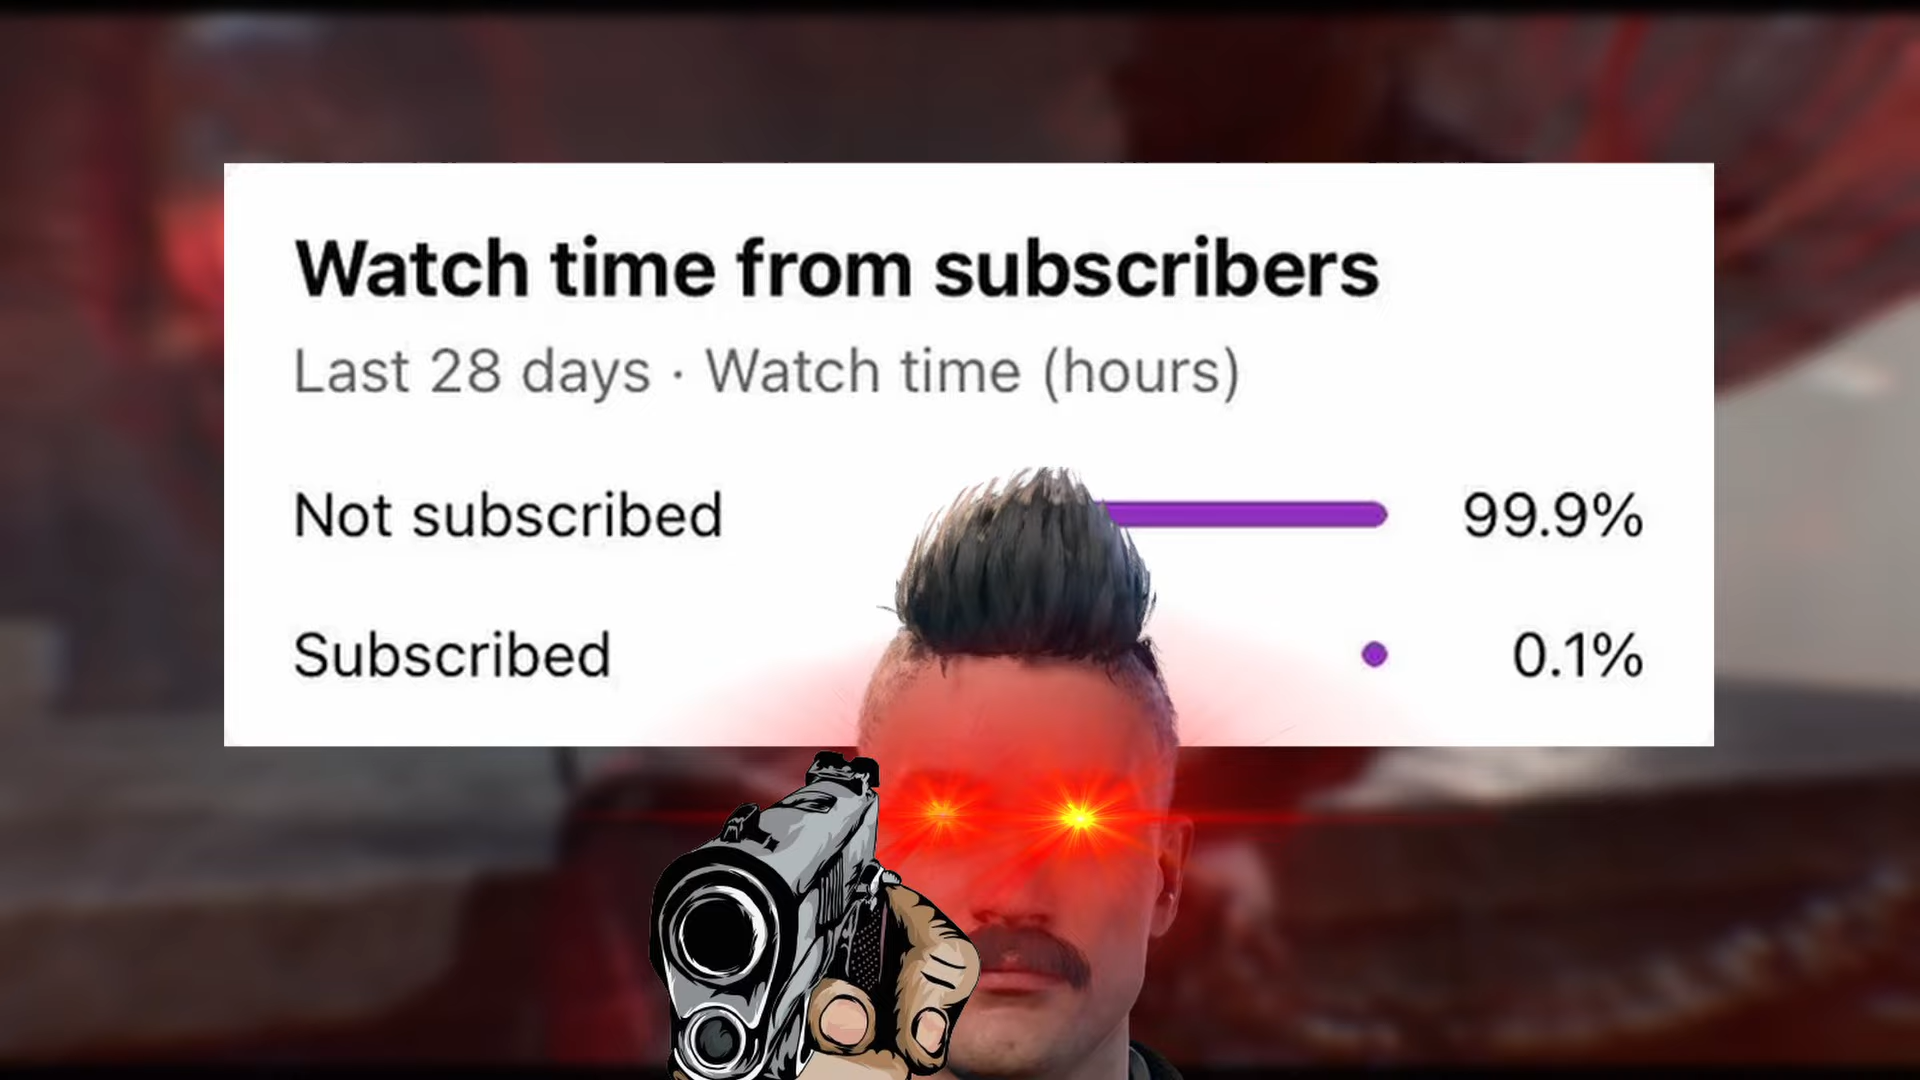 Watch time from subscribers
Last 28 days · Watch time (hours)
Not subscribed 99.9%
Subscribed 0.1%